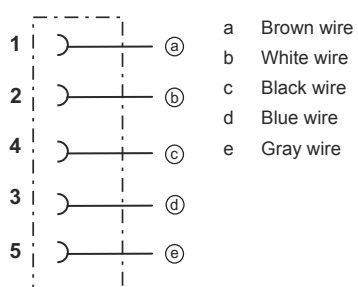 1 ⓐ
2 ⓑ
4 ⓒ
3 ⓓ
5 ⓔ
a Brown wire
b White wire
c Black wire
d Blue wire
e Gray wire